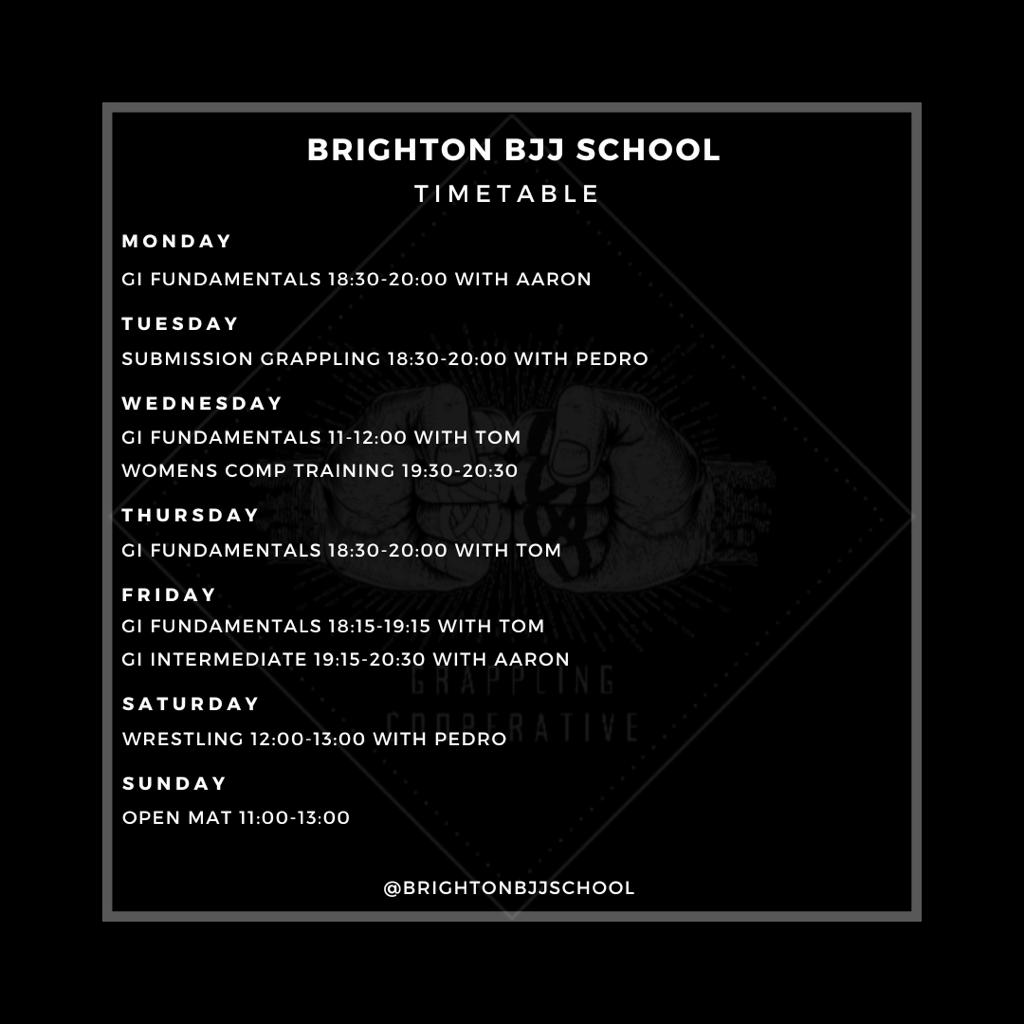 BRIGHTON BJJ SCHOOL
TIMETABLE
MONDAY
GI FUNDAMENTALS 18:30-20:00 WITH AARON
TUESDAY
SUBMISSION GRAPPLING 18:30-20:00 WITH PEDRO
WEDNESDAY
GI FUNDAMENTALS 11-12:00 WITH TOM
WOMENS COMP TRAINING 19:30-20:30
THURSDAY
GI FUNDAMENTALS 18:30-20:00 WITH TOM
FRIDAY
GI FUNDAMENTALS 18:15-19:15 WITH TOM
GI INTERMEDIATE 19:15-20:30 WITH AARON
GRAPPLING
SATURDAY
COOPERATIVE
WRESTLING 12:00-13:00 WITH PEDRO
SUNDAY
OPEN MAT 11:00-13:00
@BRIGHTONBJJSCHOOL